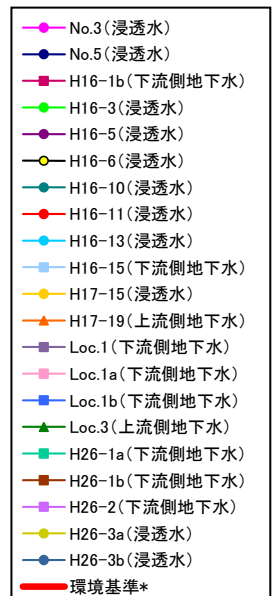 No.3(浸透水)
No.5(浸透水)
H16-1b(下流側地下水)
H16-3(浸透水)
H16-5(浸透水)
H16-6(浸透水)
H16-10(浸透水)
H16-11(浸透水)
H16-13(浸透水)
H16-15(下流側地下水)
H17-15(浸透水)
H17-19(上流側地下水)
Loc.1(下流側地下水)
Loc.1a(下流側地下水)
Loc.1b(下流側地下水)
Loc.3(上流側地下水)
H26-1a(下流側地下水)
H26-1b(下流側地下水)
H26-2(下流側地下水)
H26-3a(浸透水)
H26-3b(浸透水)
環境基準*